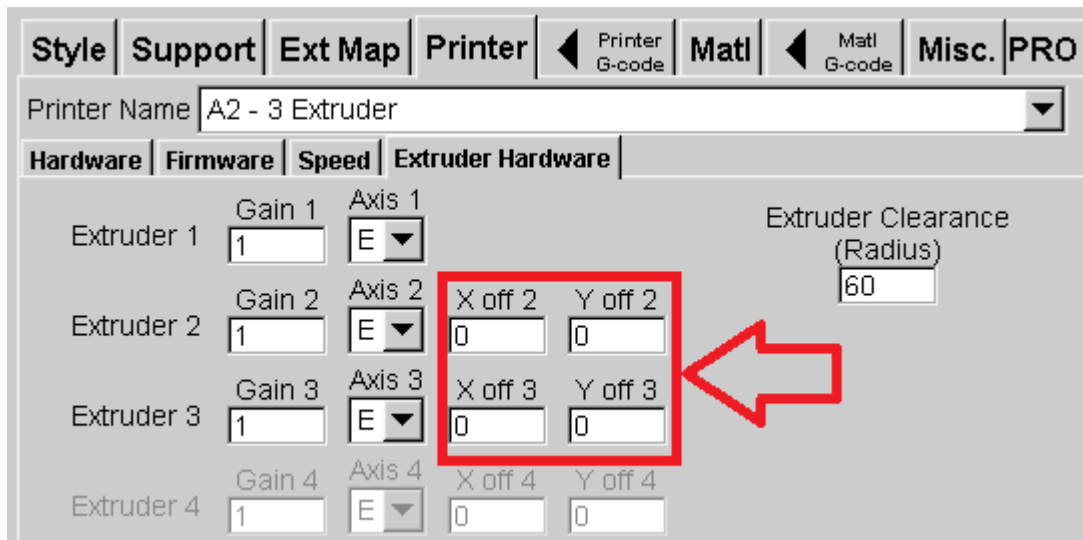 Style Support Ext Map Printer Printer G-code Matl Matl G-code Misc. PRO
Printer Name A2 - 3 Extruder
Hardware Firmware Speed Extruder Hardware
Gain 1 Axis 1
Extruder 1 1 E
Extruder Clearance
(Radius)
60
Gain 2 Axis 2 X off 2 Y off 2
Extruder 2 1 E 0 0
Gain 3 Axis 3 X off 3 Y off 3
Extruder 3 1 E 0 0
Gain 4 Axis 4 X off 4 Y off 4
Extruder 4 1 E 0 0